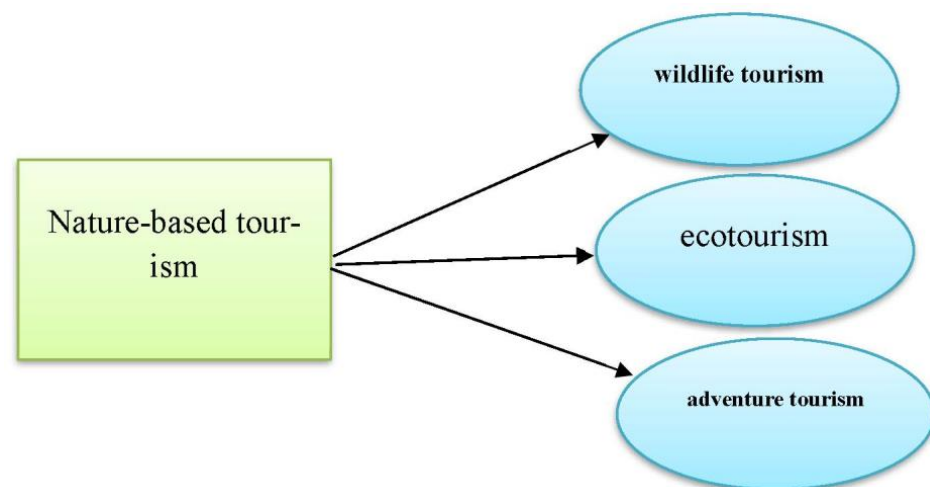 wildlife tourism
Nature-based tour-
ism
ecotourism
adventure tourism